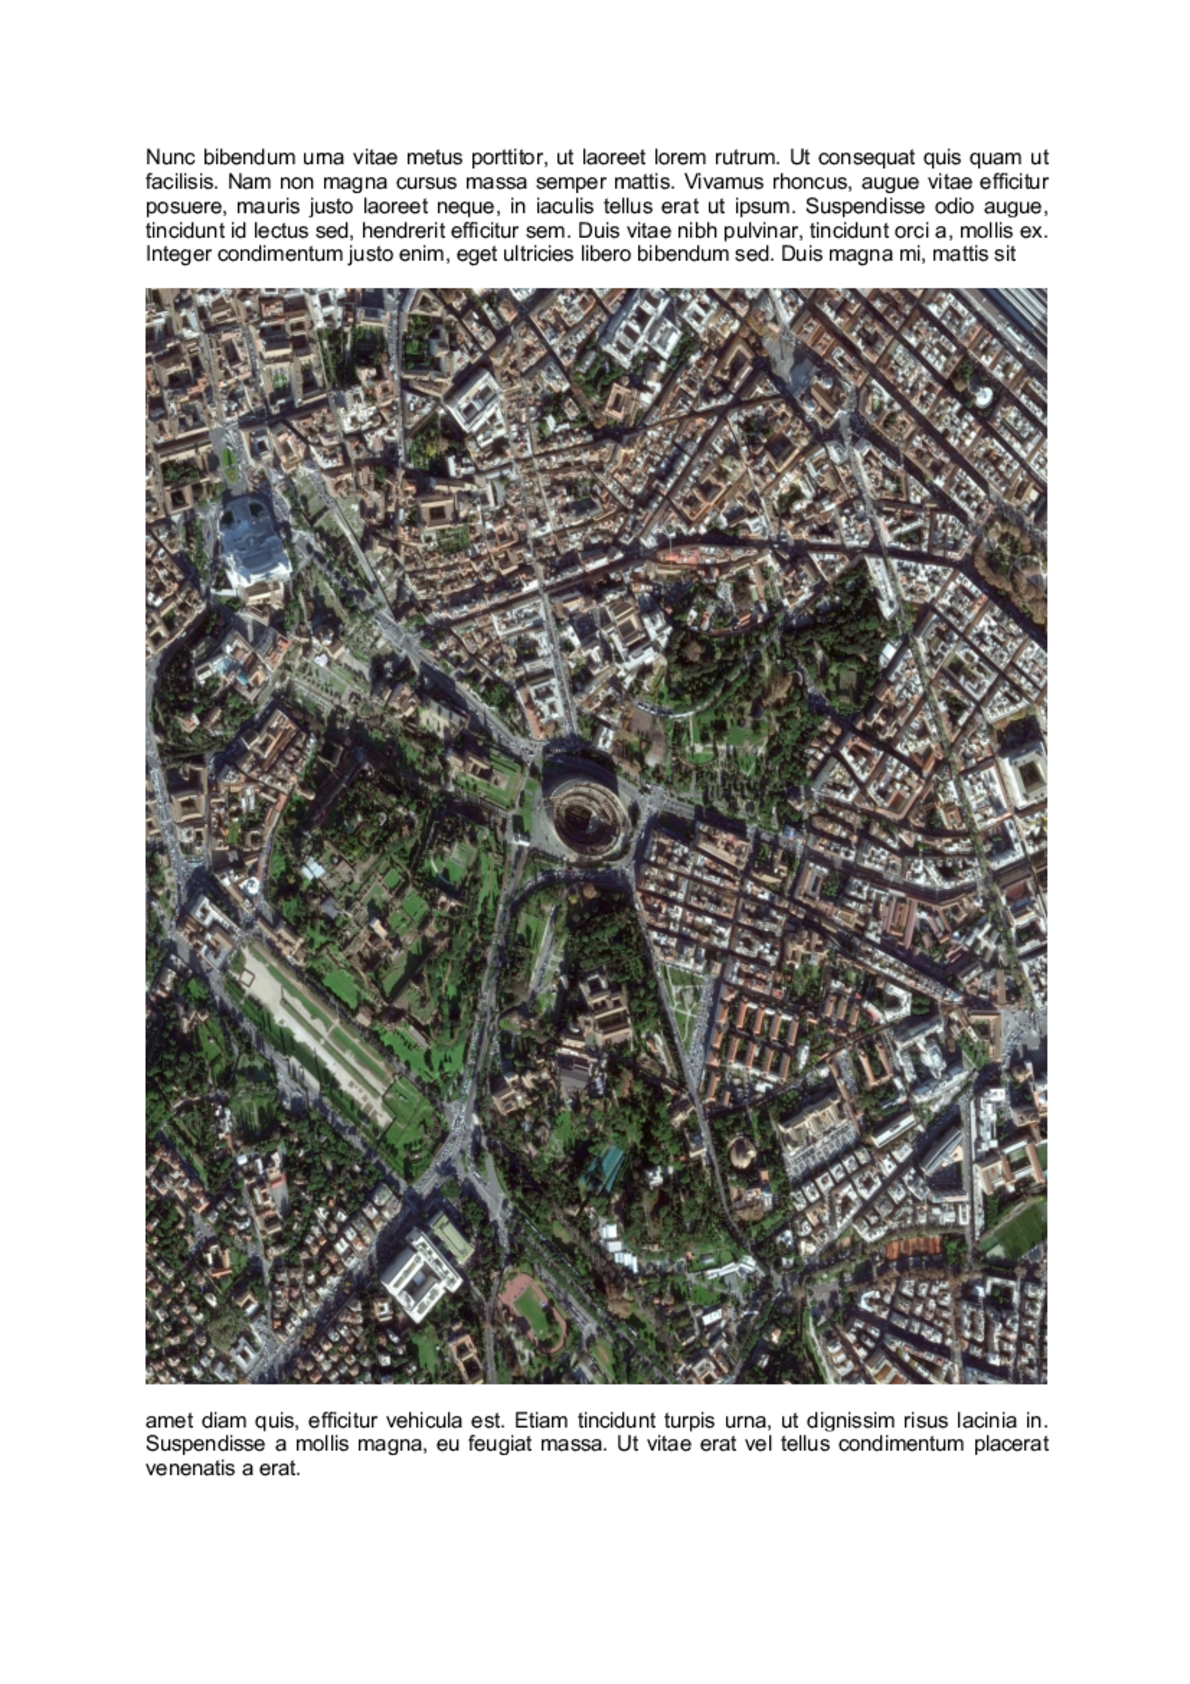 Nunc bibendum urna vitae metus porttitor, ut laoreet lorem rutrum. Ut consequat quis quam ut
facilisis. Nam non magna cursus massa semper mattis. Vivamus rhoncus, augue vitae efficitur
posuere, mauris justo laoreet neque, in iaculis tellus erat ut ipsum. Suspendisse odio augue,
tincidunt id lectus sed, hendrerit efficitur sem. Duis vitae nibh pulvinar, tincidunt orci a, mollis ex.
Integer condimentum justo enim, eget ultricies libero bibendum sed. Duis magna mi, mattis sit
amet diam quis, efficitur vehicula est. Etiam tincidunt turpis urna, ut dignissim risus lacinia in.
Suspendisse a mollis magna, eu feugiat massa. Ut vitae erat vel tellus condimentum placerat
venenatis a erat.